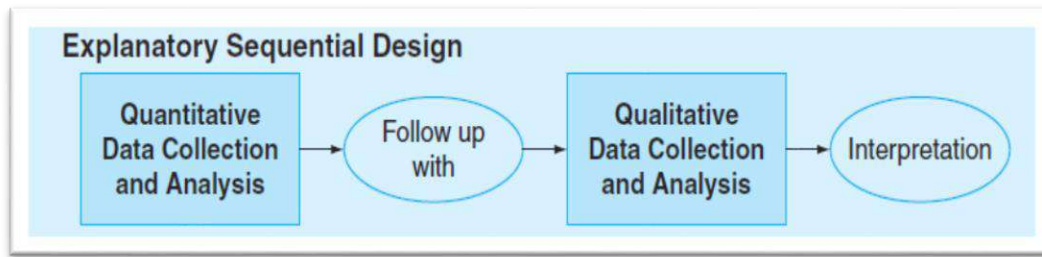 Explanatory Sequential Design
Quantitative
Data Collection
and Analysis
Follow up
with
Qualitative
Data Collection
and Analysis
Interpretation